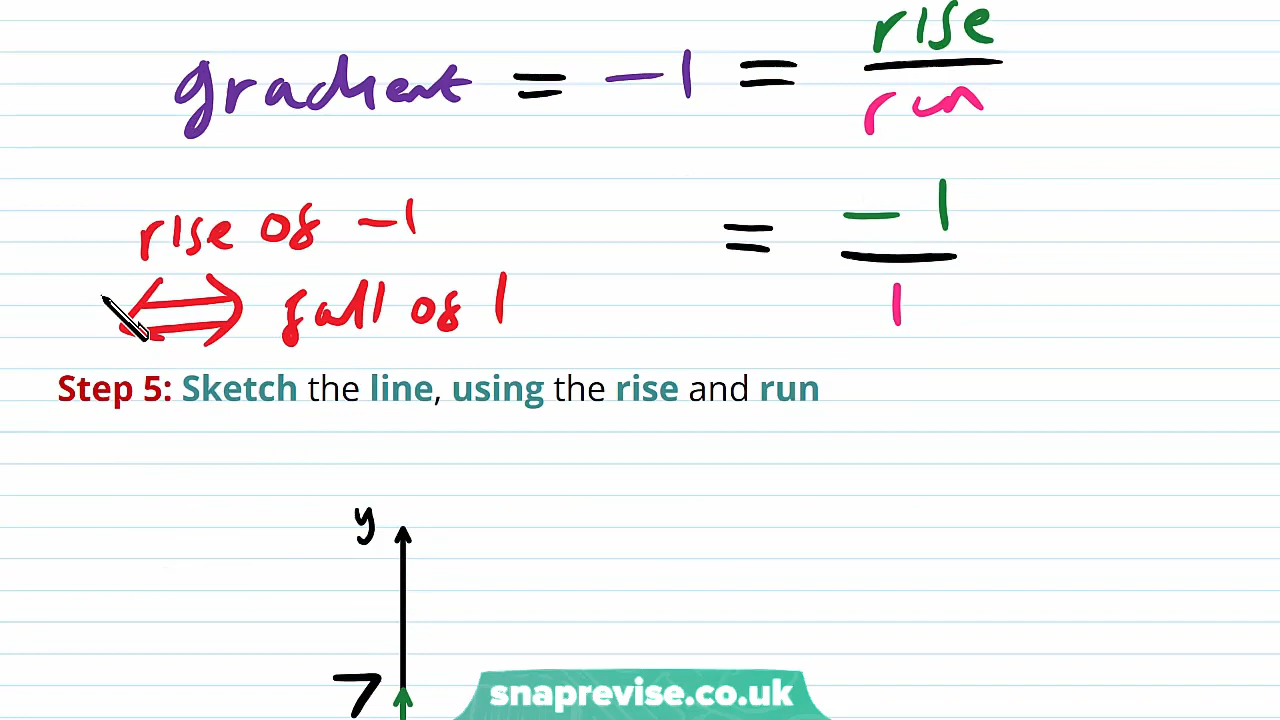 gradient = -1 = rise/run
rise of -1
= -1/1
⟺ fall of 1
Step 5: Sketch the line, using the rise and run
y
7
snaprevise.co.uk